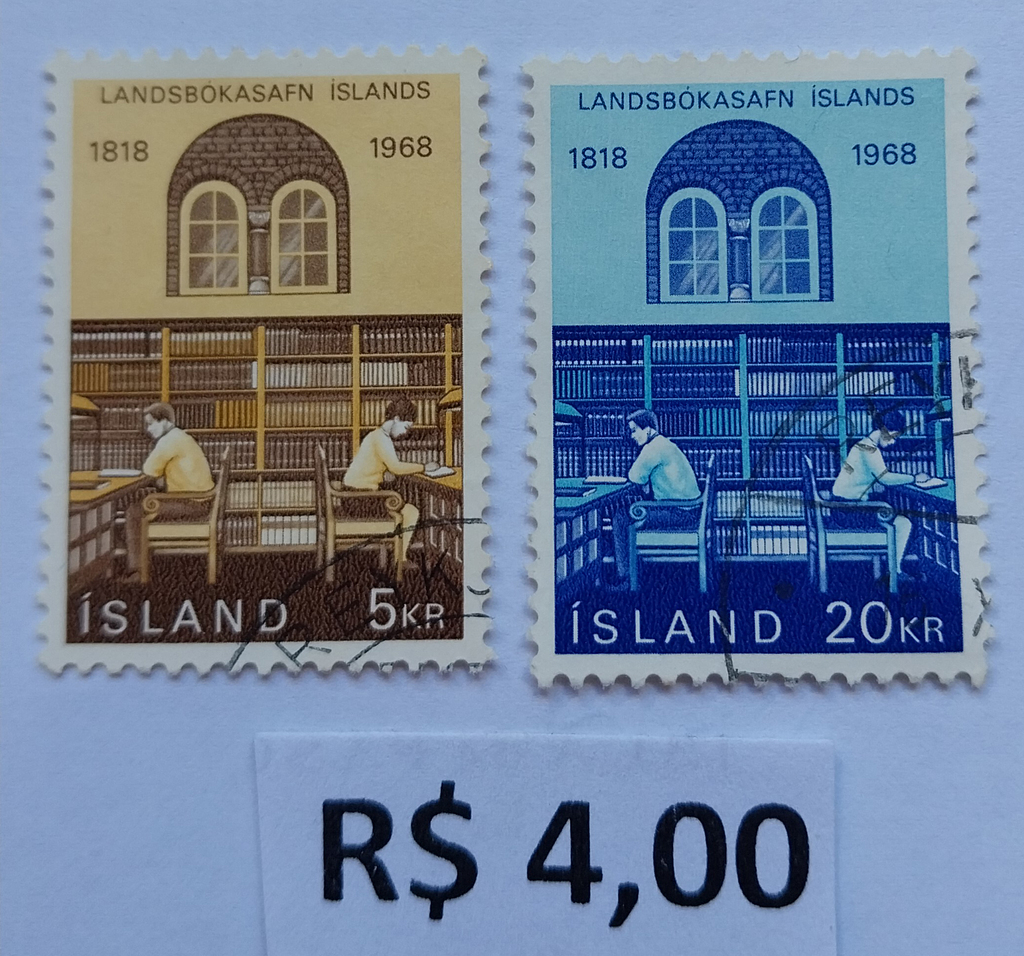 LANDSBÓKASAFN ÍSLANDS
1818 1968
ÍSLAND 5KR
LANDSBÓKASAFN ÍSLANDS
1818 1968
ÍSLAND 20KR
R$ 4,00